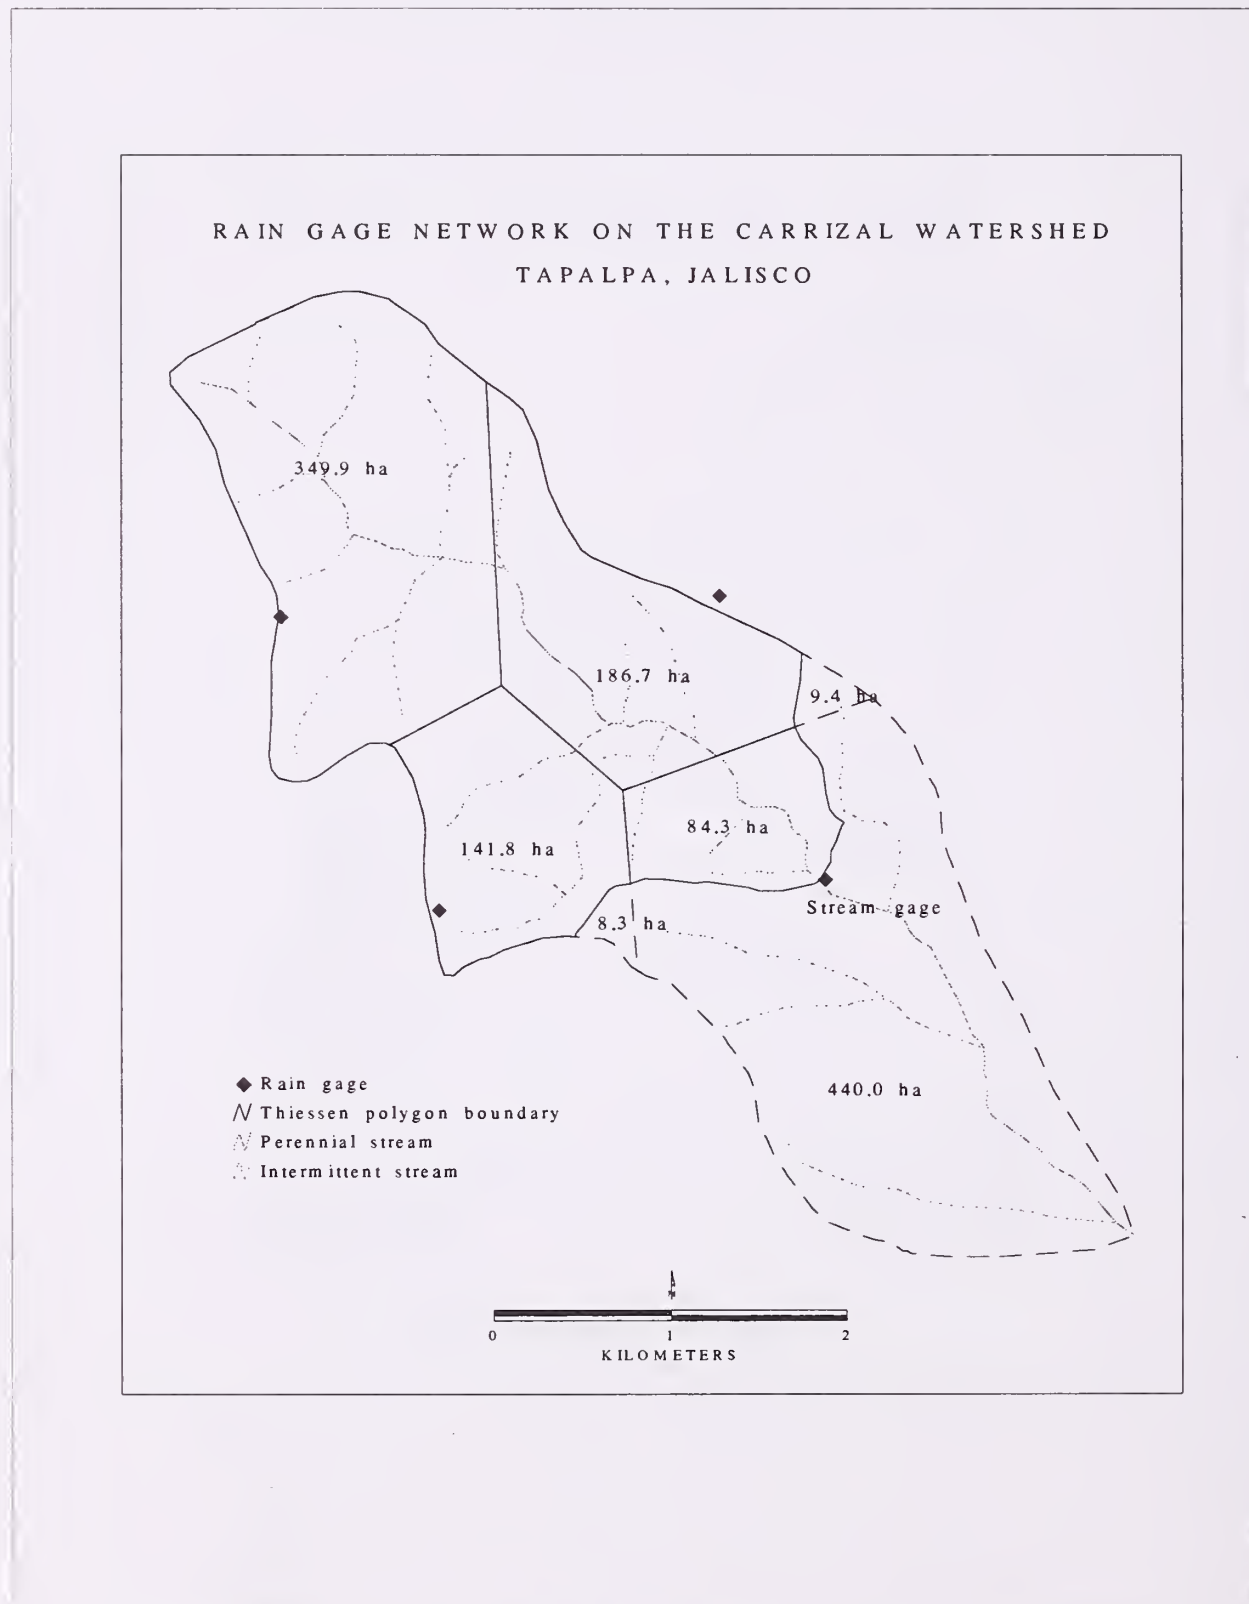 RAIN GAGE NETWORK ON THE CARRIZAL WATERSHED
TAPALPA, JALISCO
349.9 ha
186.7 ha
9.4 ha
84.3 ha
141.8 ha
Stream gage
8.3 ha
440.0 ha
Rain gage
Thiessen polygon boundary
Perennial stream
Intermittent stream
0 1 2
KILOMETERS